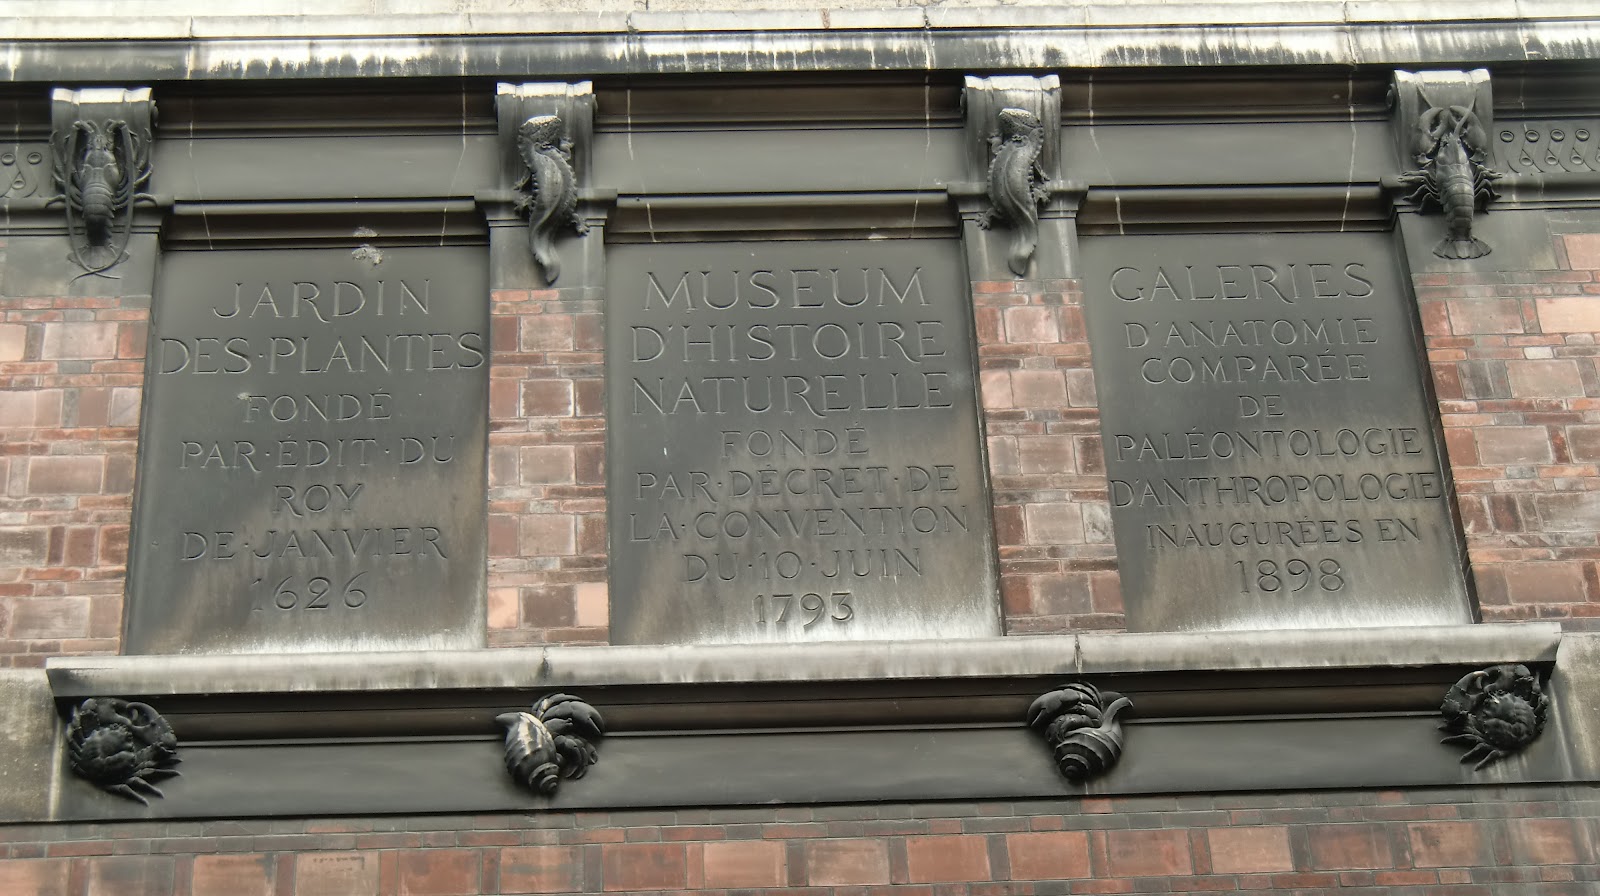 JARDIN
DES·PLANTES
FONDÉ
PAR·ÉDIT·DU
ROY
DE·JANVIER
1626
MUSEUM
D'HISTOIRE
NATURELLE
FONDÉ
PAR·DÉCRET·DE
LA·CONVENTION
DU·10·JUIN
1793
GALERIES
D'ANATOMIE
COMPARÉE
DE
PALÉONTOLOGIE
D'ANTHROPOLOGIE
INAUGURÉES EN
1898